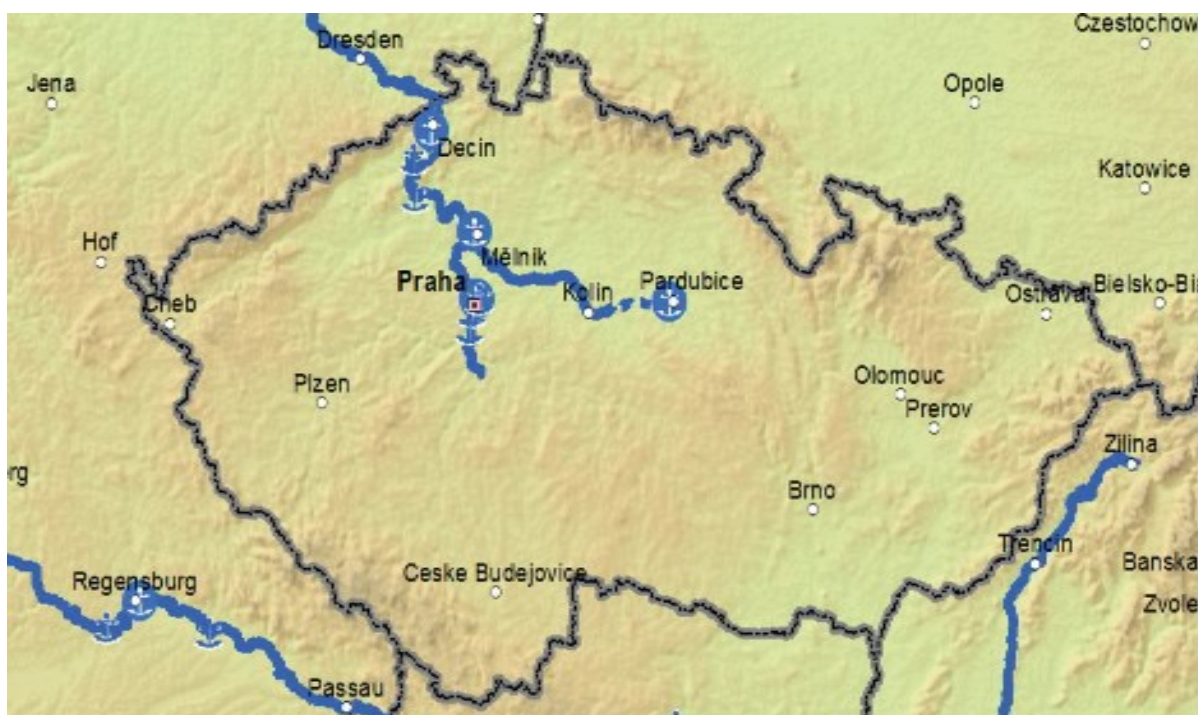 Czestochow
Dresden
Jena
Opole
Decin
Katowice
Hof
Mělnik
Praha
Kolin
Pardubice
Bielsko-Bi
Cheb
Ostrava
Plzen
Olomouc
Prerov
Zilina
rg
Brno
Trencin
Banska
Regensburg
Ceske Budejovice
Zvole
Passau